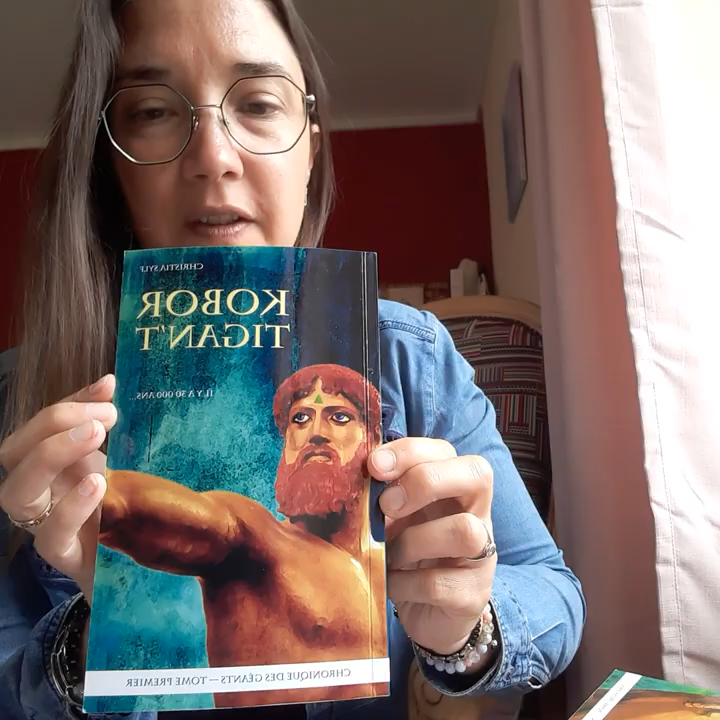 CHRISTIA SYLF
KOBOR
TIGAN'T
IL Y A 30 000 ANS...
CHRONIQUE DES GÉANTS — TOME PREMIER